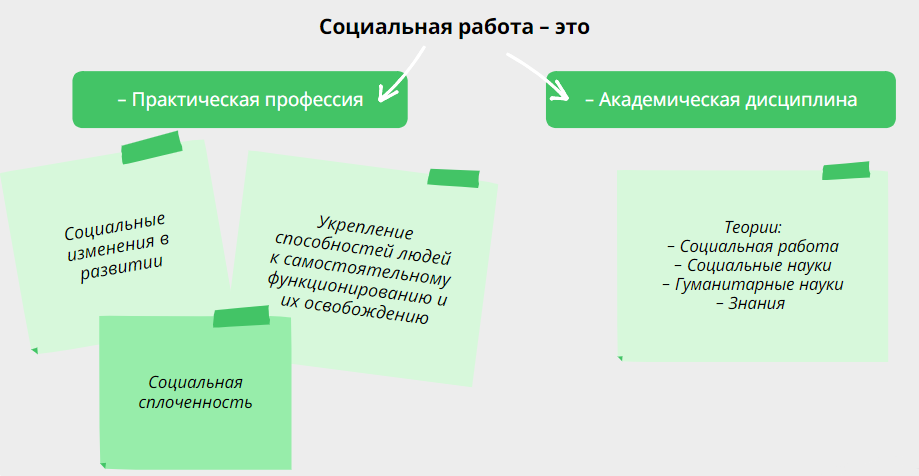 Социальная работа – это
– Практическая профессия
– Академическая дисциплина
Социальные
изменения в
развитии
Укрепление
способностей людей
к самостоятельному
функционированию и
их освобождению
Социальная
сплоченность
Теории:
– Социальная работа
– Социальные науки
– Гуманитарные науки
– Знания